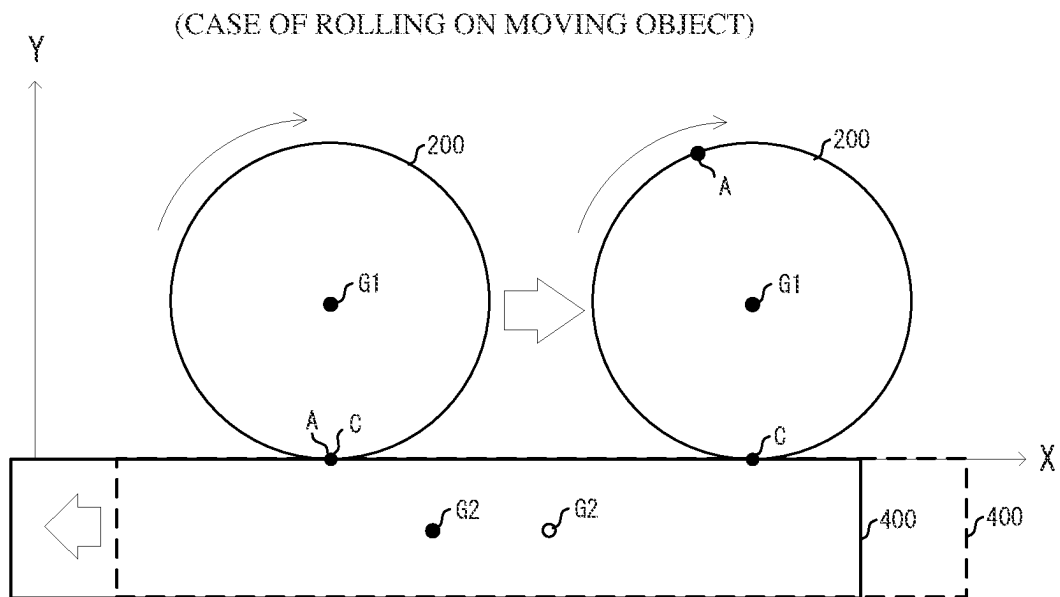 (CASE OF ROLLING ON MOVING OBJECT)
Y
200
200
A
G1
G1
A C
C
X
G2
G2
400
400